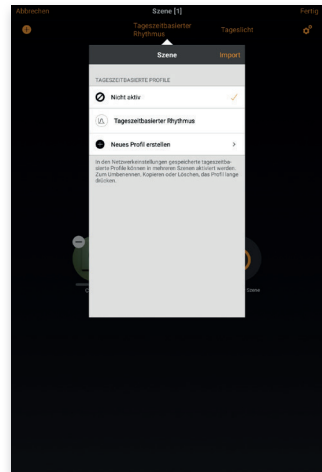 Abbrechen Szene [1] Fertig
Tageszeitbasierter
Rhythmus Tageslicht
Szene Import
TAGESZEITBASIERTE PROFILE
Nicht aktiv
Tageszeitbasierter Rhythmus
Neues Profil erstellen
In den Netzwerkeinstellungen gespeicherte tageszeitba-
sierte Profile können in mehreren Szenen aktiviert werden.
Zum Umbenennen, Kopieren oder Löschen, das Profil lange
drücken.
Szene